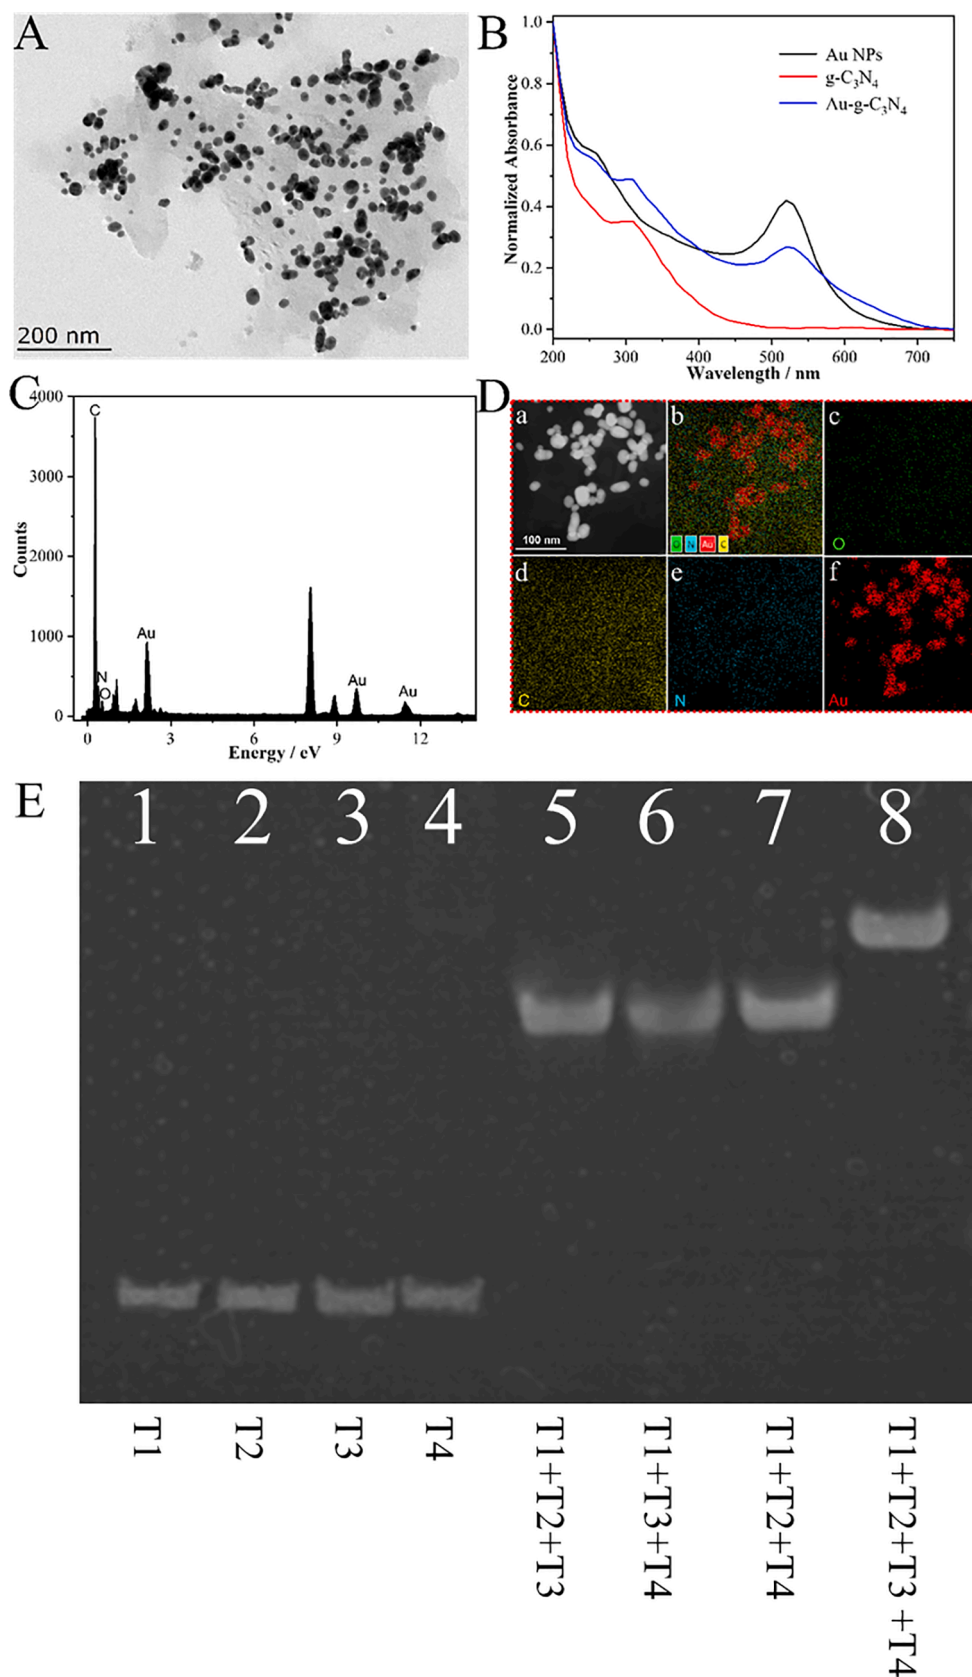 A
200 nm
B
Normalized Absorbance
1.0
0.8
0.6
0.4
0.2
0.0
Au NPs
g-C₃N₄
Au-g-C₃N₄
200 300 400 500 600 700
Wavelength / nm
C
Counts
4000
3000
2000
1000
0
C
N
O
Au
Au
Au
0 3 6 9 12
Energy / eV
D
a
100 nm
b
O N Au C
c
O
d
C
e
N
f
Au
E
1 2 3 4 5 6 7 8
T1
T2
T3
T4
T1+T2+T3
T1+T3+T4
T1+T2+T4
T1+T2+T3+T4